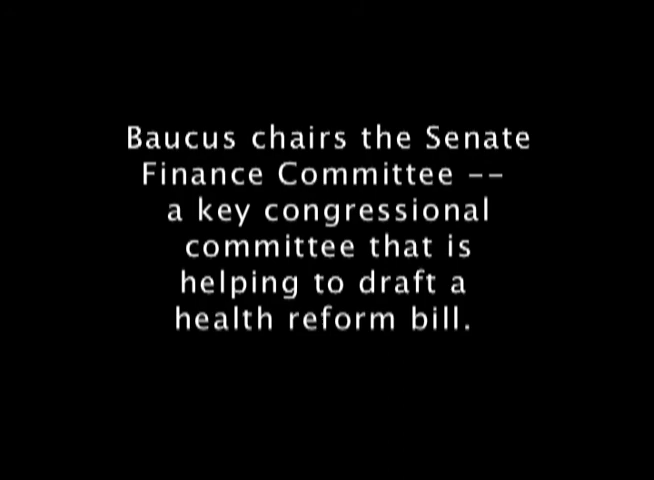 Baucus chairs the Senate
Finance Committee --
a key congressional
committee that is
helping to draft a
health reform bill.